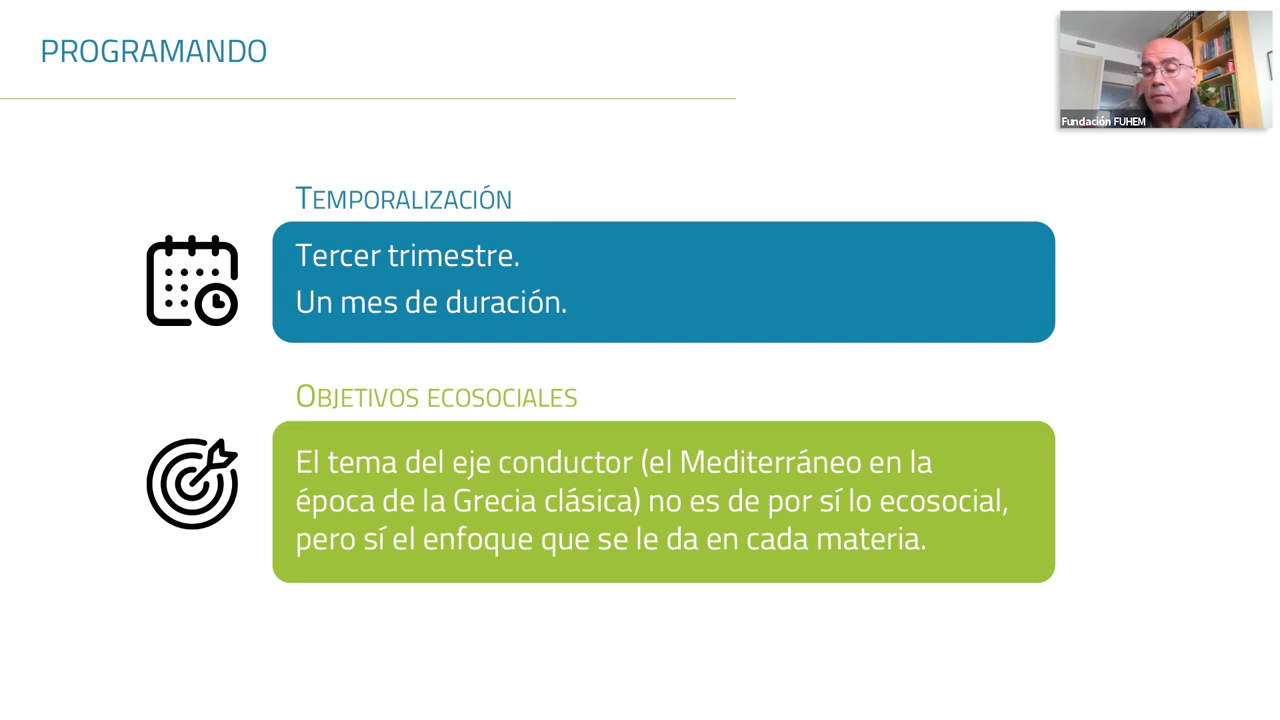 PROGRAMANDO
Fundación FUHEM
TEMPORALIZACIÓN
Tercer trimestre.
Un mes de duración.
OBJETIVOS ECOSOCIALES
El tema del eje conductor (el Mediterráneo en la
época de la Grecia clásica) no es de por sí lo ecosocial,
pero sí el enfoque que se le da en cada materia.